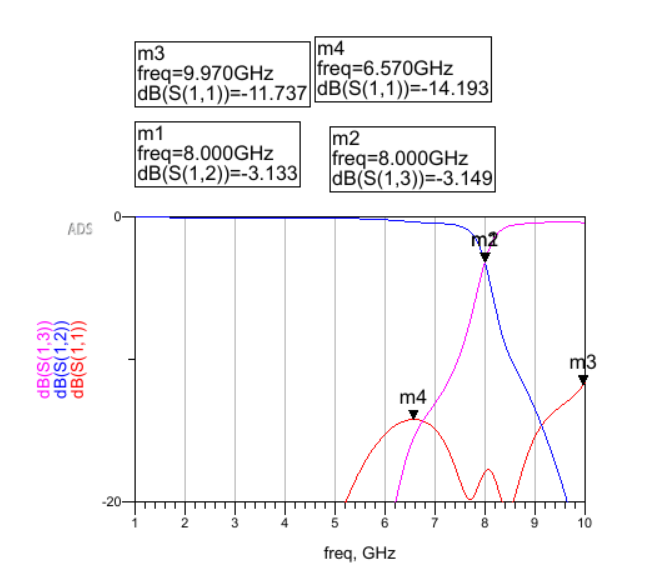 m3
freq=9.970GHz
dB(S(1,1))=-11.737
m4
freq=6.570GHz
dB(S(1,1))=-14.193
m1
freq=8.000GHz
dB(S(1,2))=-3.133
m2
freq=8.000GHz
dB(S(1,3))=-3.149
ADS
0
-20
dB(S(1,3))
dB(S(1,2))
dB(S(1,1))
m2
m3
m4
1 2 3 4 5 6 7 8 9 10
freq, GHz